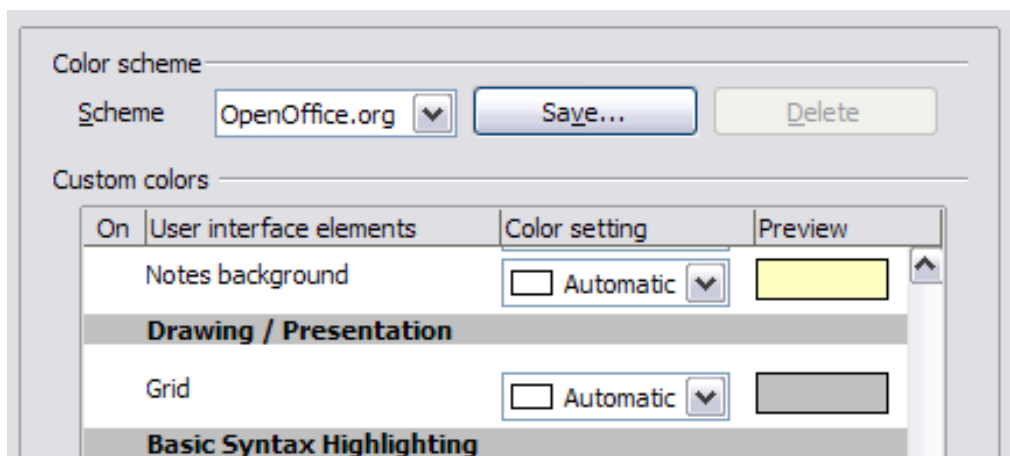 Color scheme
Scheme OpenOffice.org Save... Delete
Custom colors
On User interface elements Color setting Preview
Notes background Automatic
Drawing / Presentation
Grid Automatic
Basic Syntax Highlighting